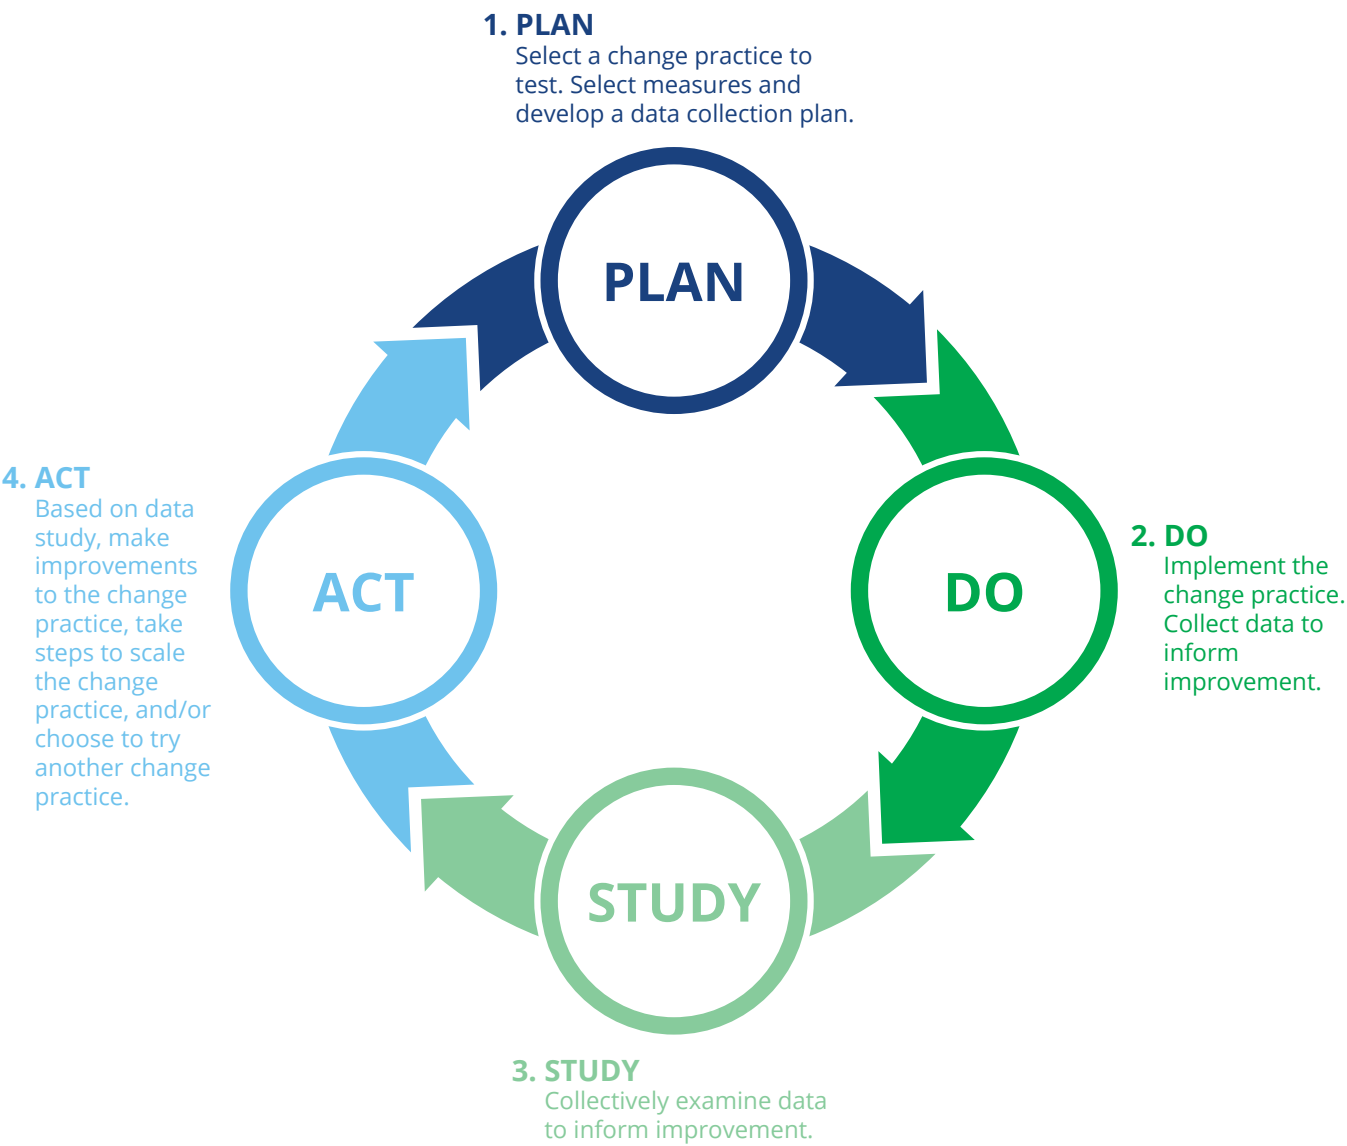 1. PLAN
Select a change practice to
test. Select measures and
develop a data collection plan.
PLAN
4. ACT
Based on data
study, make
improvements
to the change
practice, take
steps to scale
the change
practice, and/or
choose to try
another change
practice.
ACT
DO
2. DO
Implement the
change practice.
Collect data to
inform
improvement.
STUDY
3. STUDY
Collectively examine data
to inform improvement.